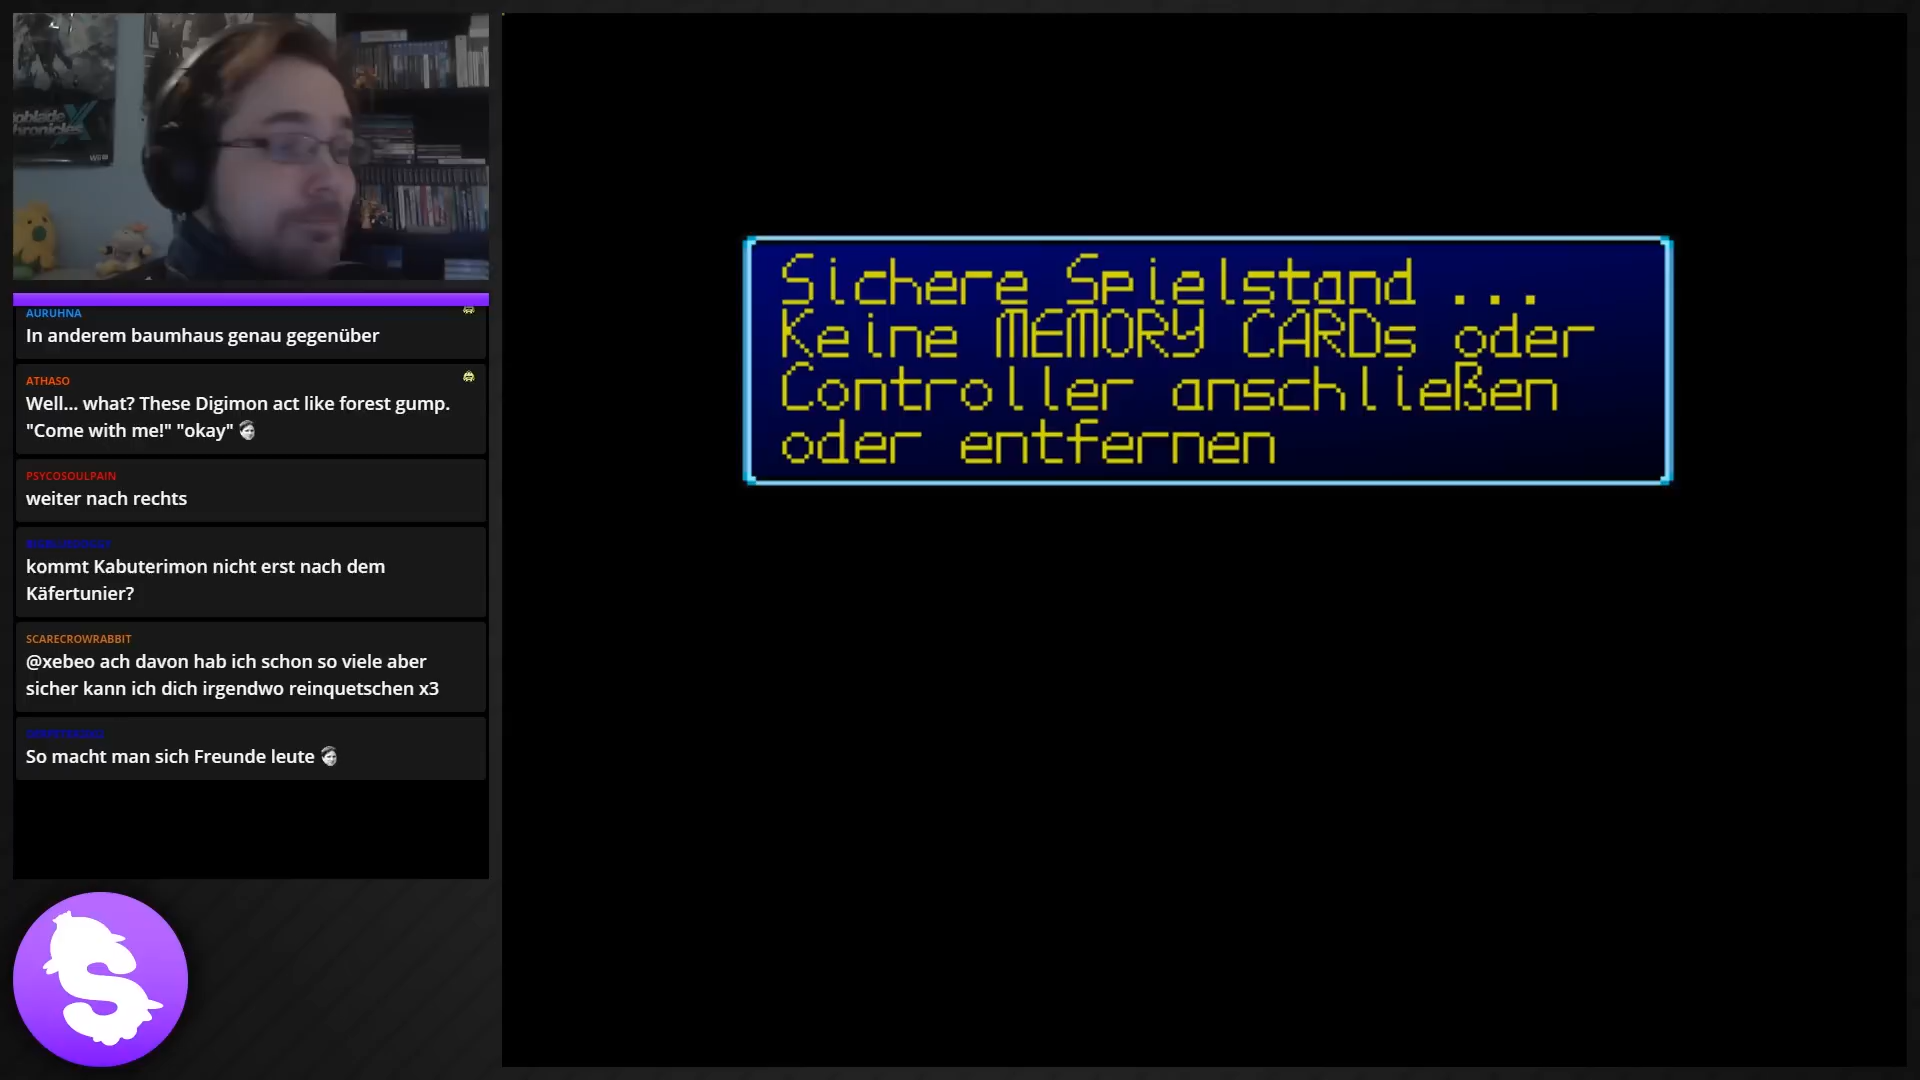 oblade
hronicles X
AURUHNA
In anderem baumhaus genau gegenüber
ATHASO
Well... what? These Digimon act like forest gump.
"Come with me!" "okay"
PSYCOSOULPAIN
weiter nach rechts
kommt Kabuterimon nicht erst nach dem
Käfertunier?
SCARECROWRABBIT
@xebeo ach davon hab ich schon so viele aber
sicher kann ich dich irgendwo reinquetschen x3
So macht man sich Freunde leute
Sichere Spielstand ...
Keine MEMORY CARDs oder
Controller anschließen
oder entfernen